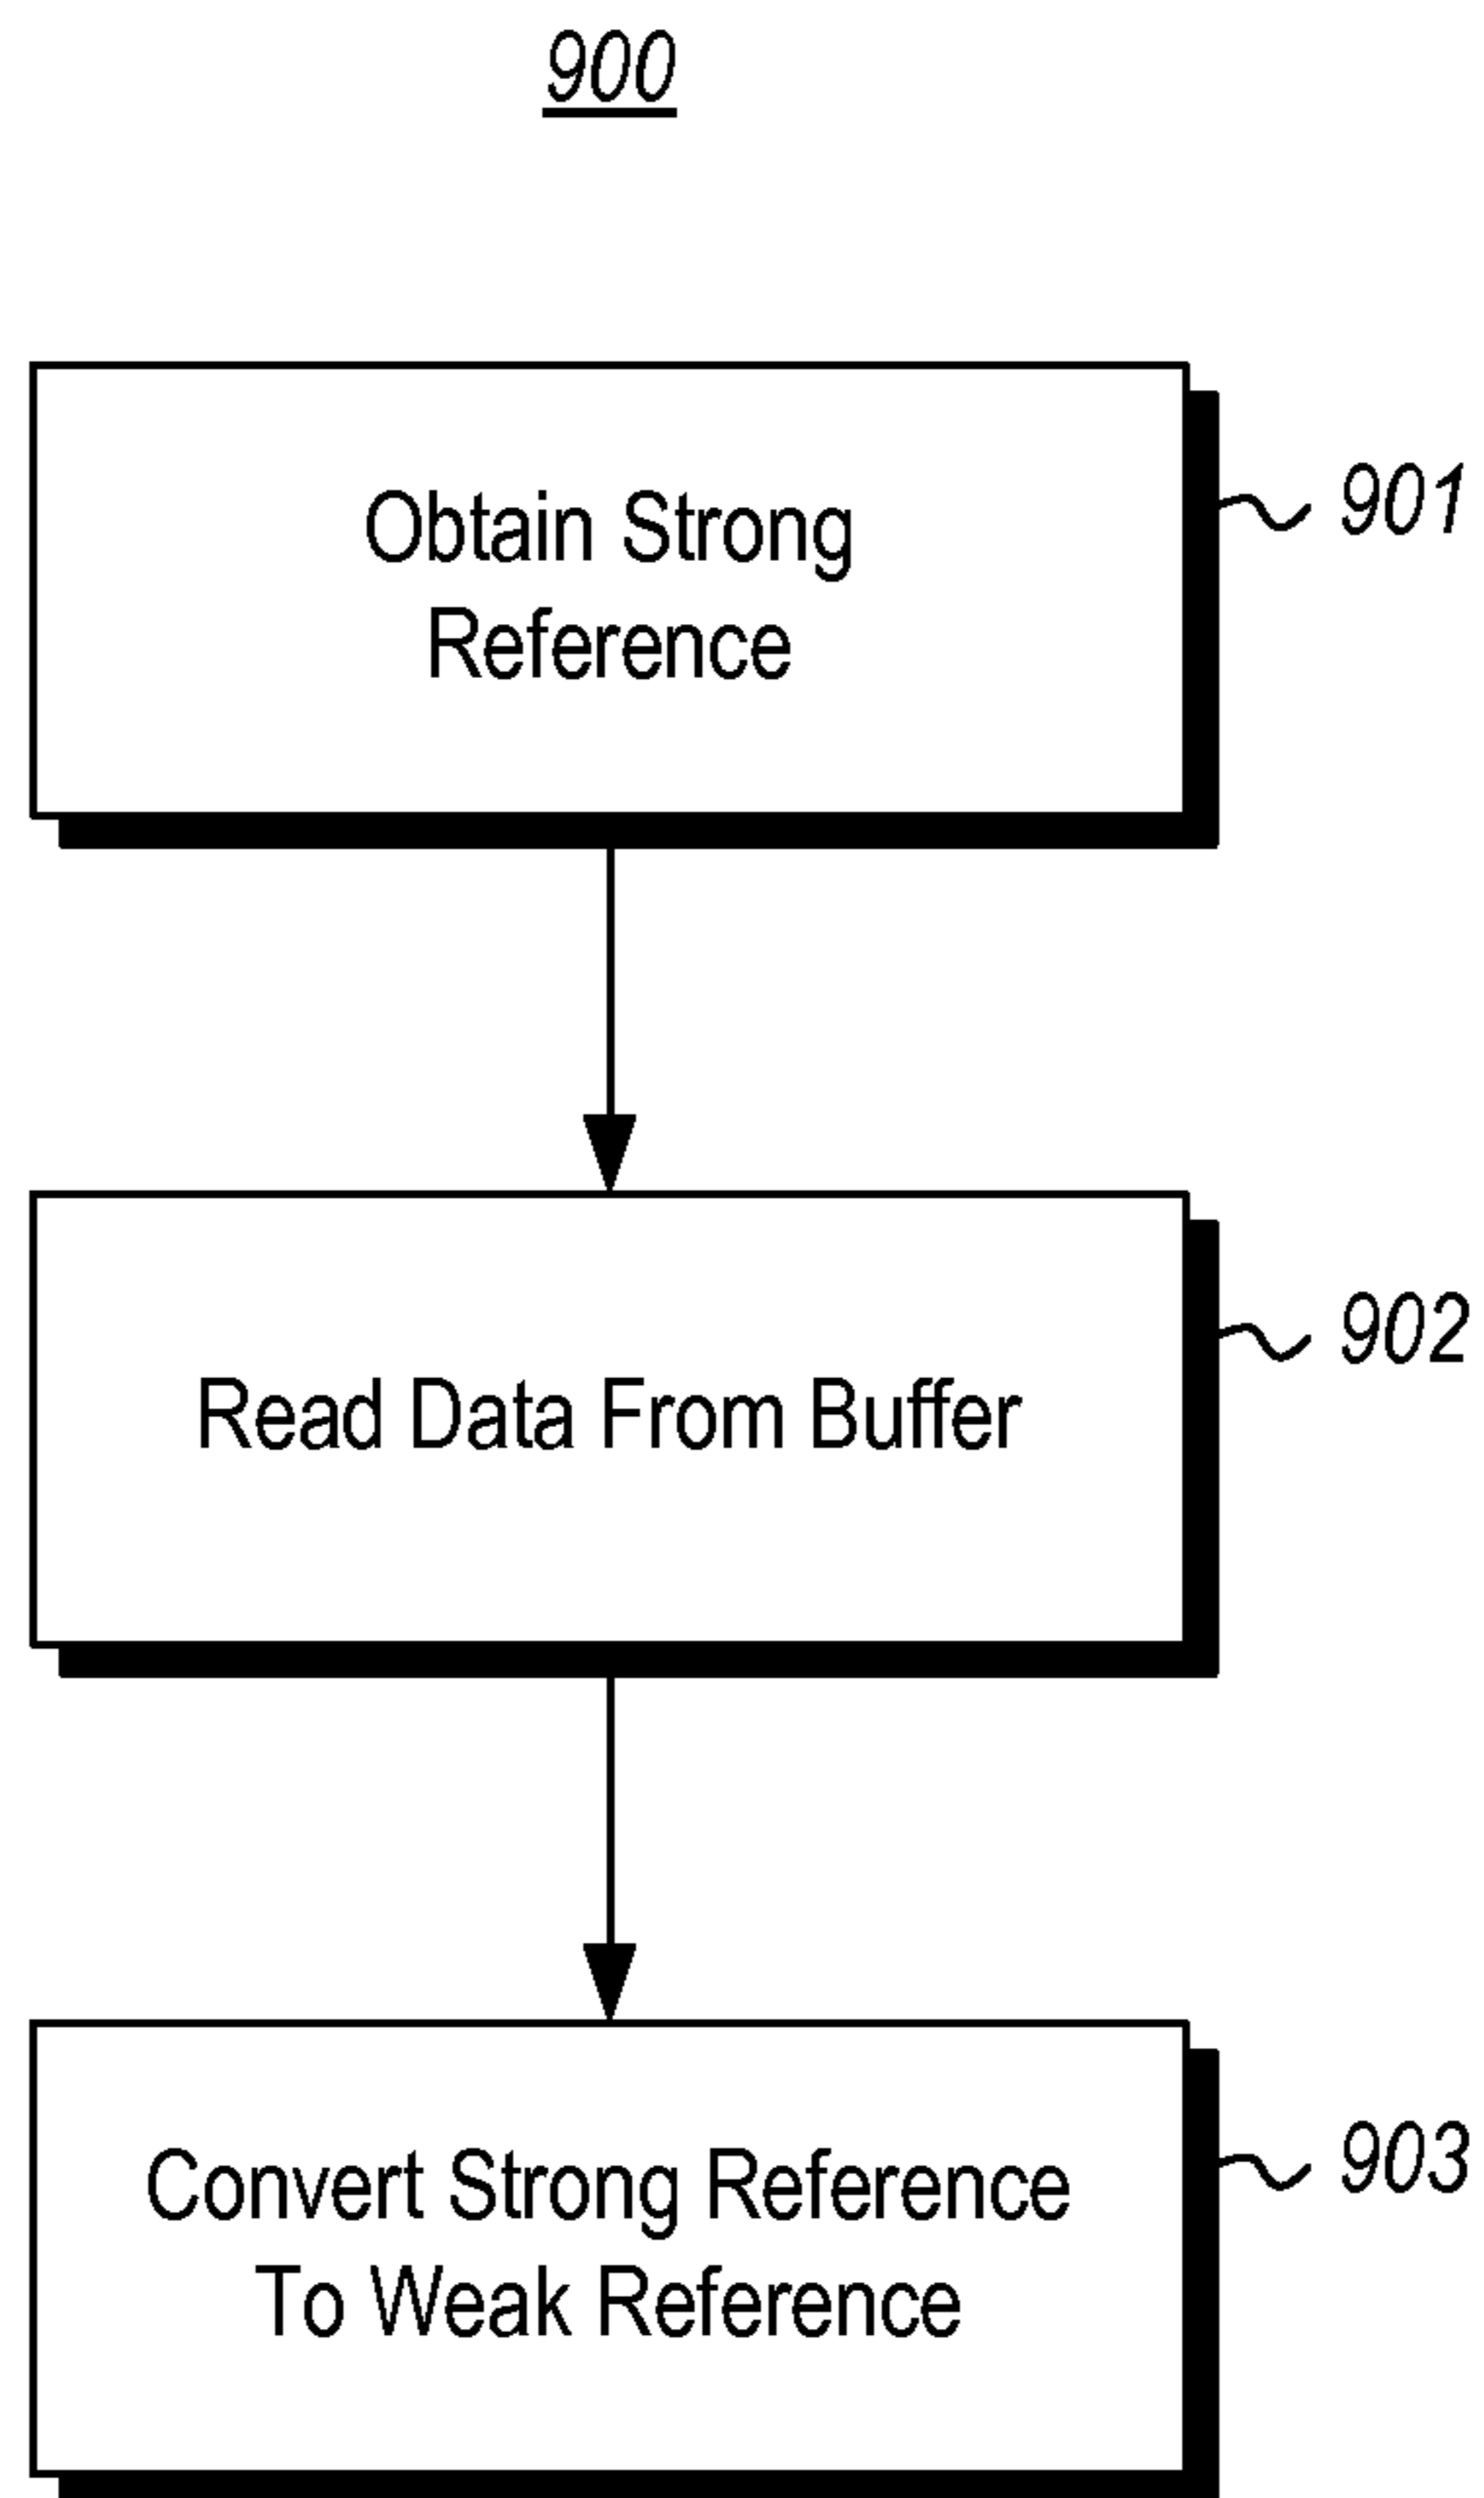 900
Obtain Strong
Reference
901
Read Data From Buffer
902
Convert Strong Reference
To Weak Reference
903